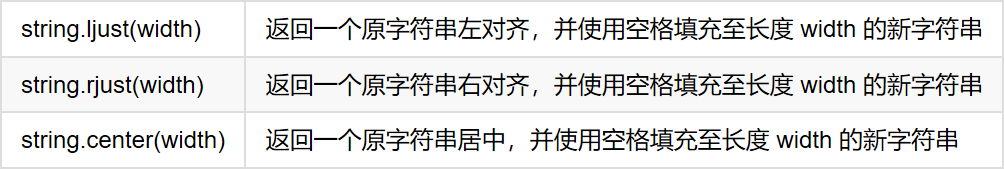 string.ljust(width) 返回一个原字符串左对齐，并使用空格填充至长度 width 的新字符串
string.rjust(width) 返回一个原字符串右对齐，并使用空格填充至长度 width 的新字符串
string.center(width) 返回一个原字符串居中，并使用空格填充至长度 width 的新字符串